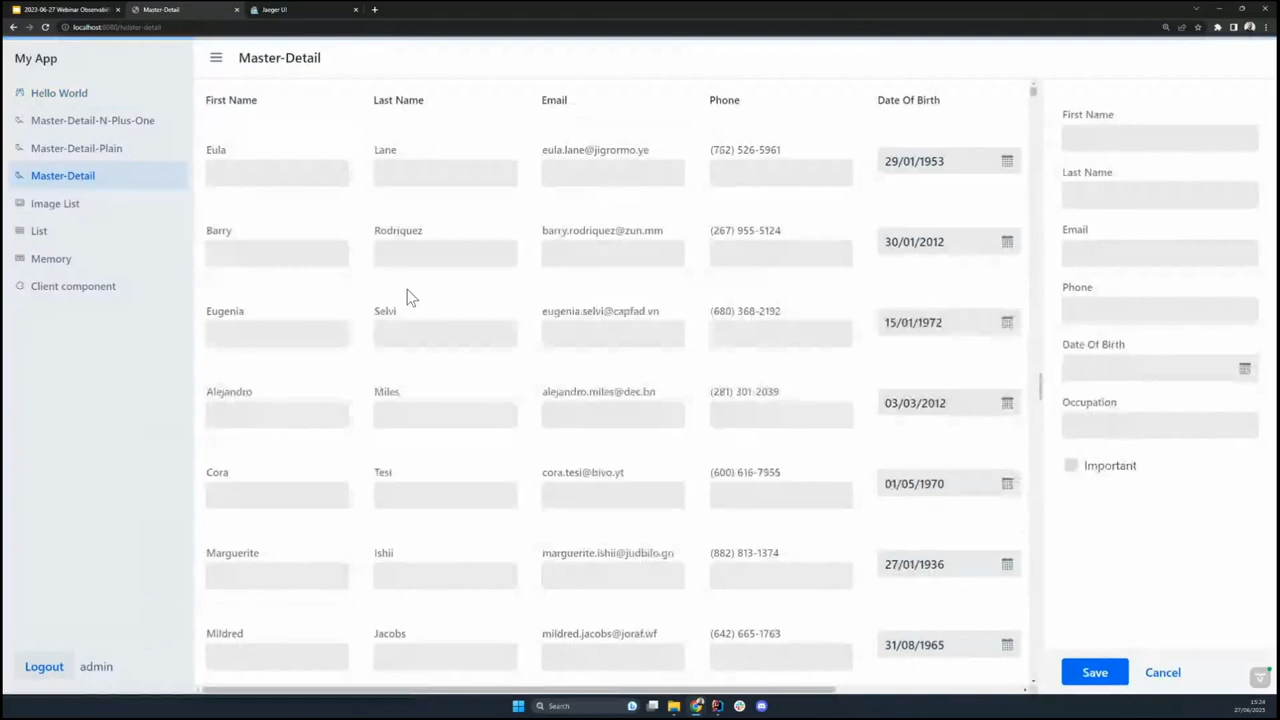 2023-06-27 Webinar Observabi
Master-Detail
Jaeger UI
localhost:8080/master-detail
My App
Master-Detail
Hello World
Master-Detail-N-Plus-One
Master-Detail-Plain
Master-Detail
Image List
List
Memory
Client component
Logout
admin
First Name Last Name Email Phone Date Of Birth
Eula Lane eula.lane@jigrormo.ye (762) 526-5961 29/01/1953
Barry Rodriquez barry.rodriquez@zun.mm (267) 955-5124 30/01/2012
Eugenia Selvi eugenia.selvi@capfad.vn (680) 368-2192 15/01/1972
Alejandro Miles alejandro.miles@dec.bn (281) 301-2039 03/03/2012
Cora Tesi cora.tesi@bivo.yt (600) 616-7955 01/05/1970
Marguerite Ishii marguerite.ishii@judbilo.gn (882) 813-1374 27/01/1936
Mildred Jacobs mildred.jacobs@joraf.wf (642) 665-1763 31/08/1965
First Name
Last Name
Email
Phone
Date Of Birth
Occupation
Important
Save
Cancel
Search
15:24
27/06/2023